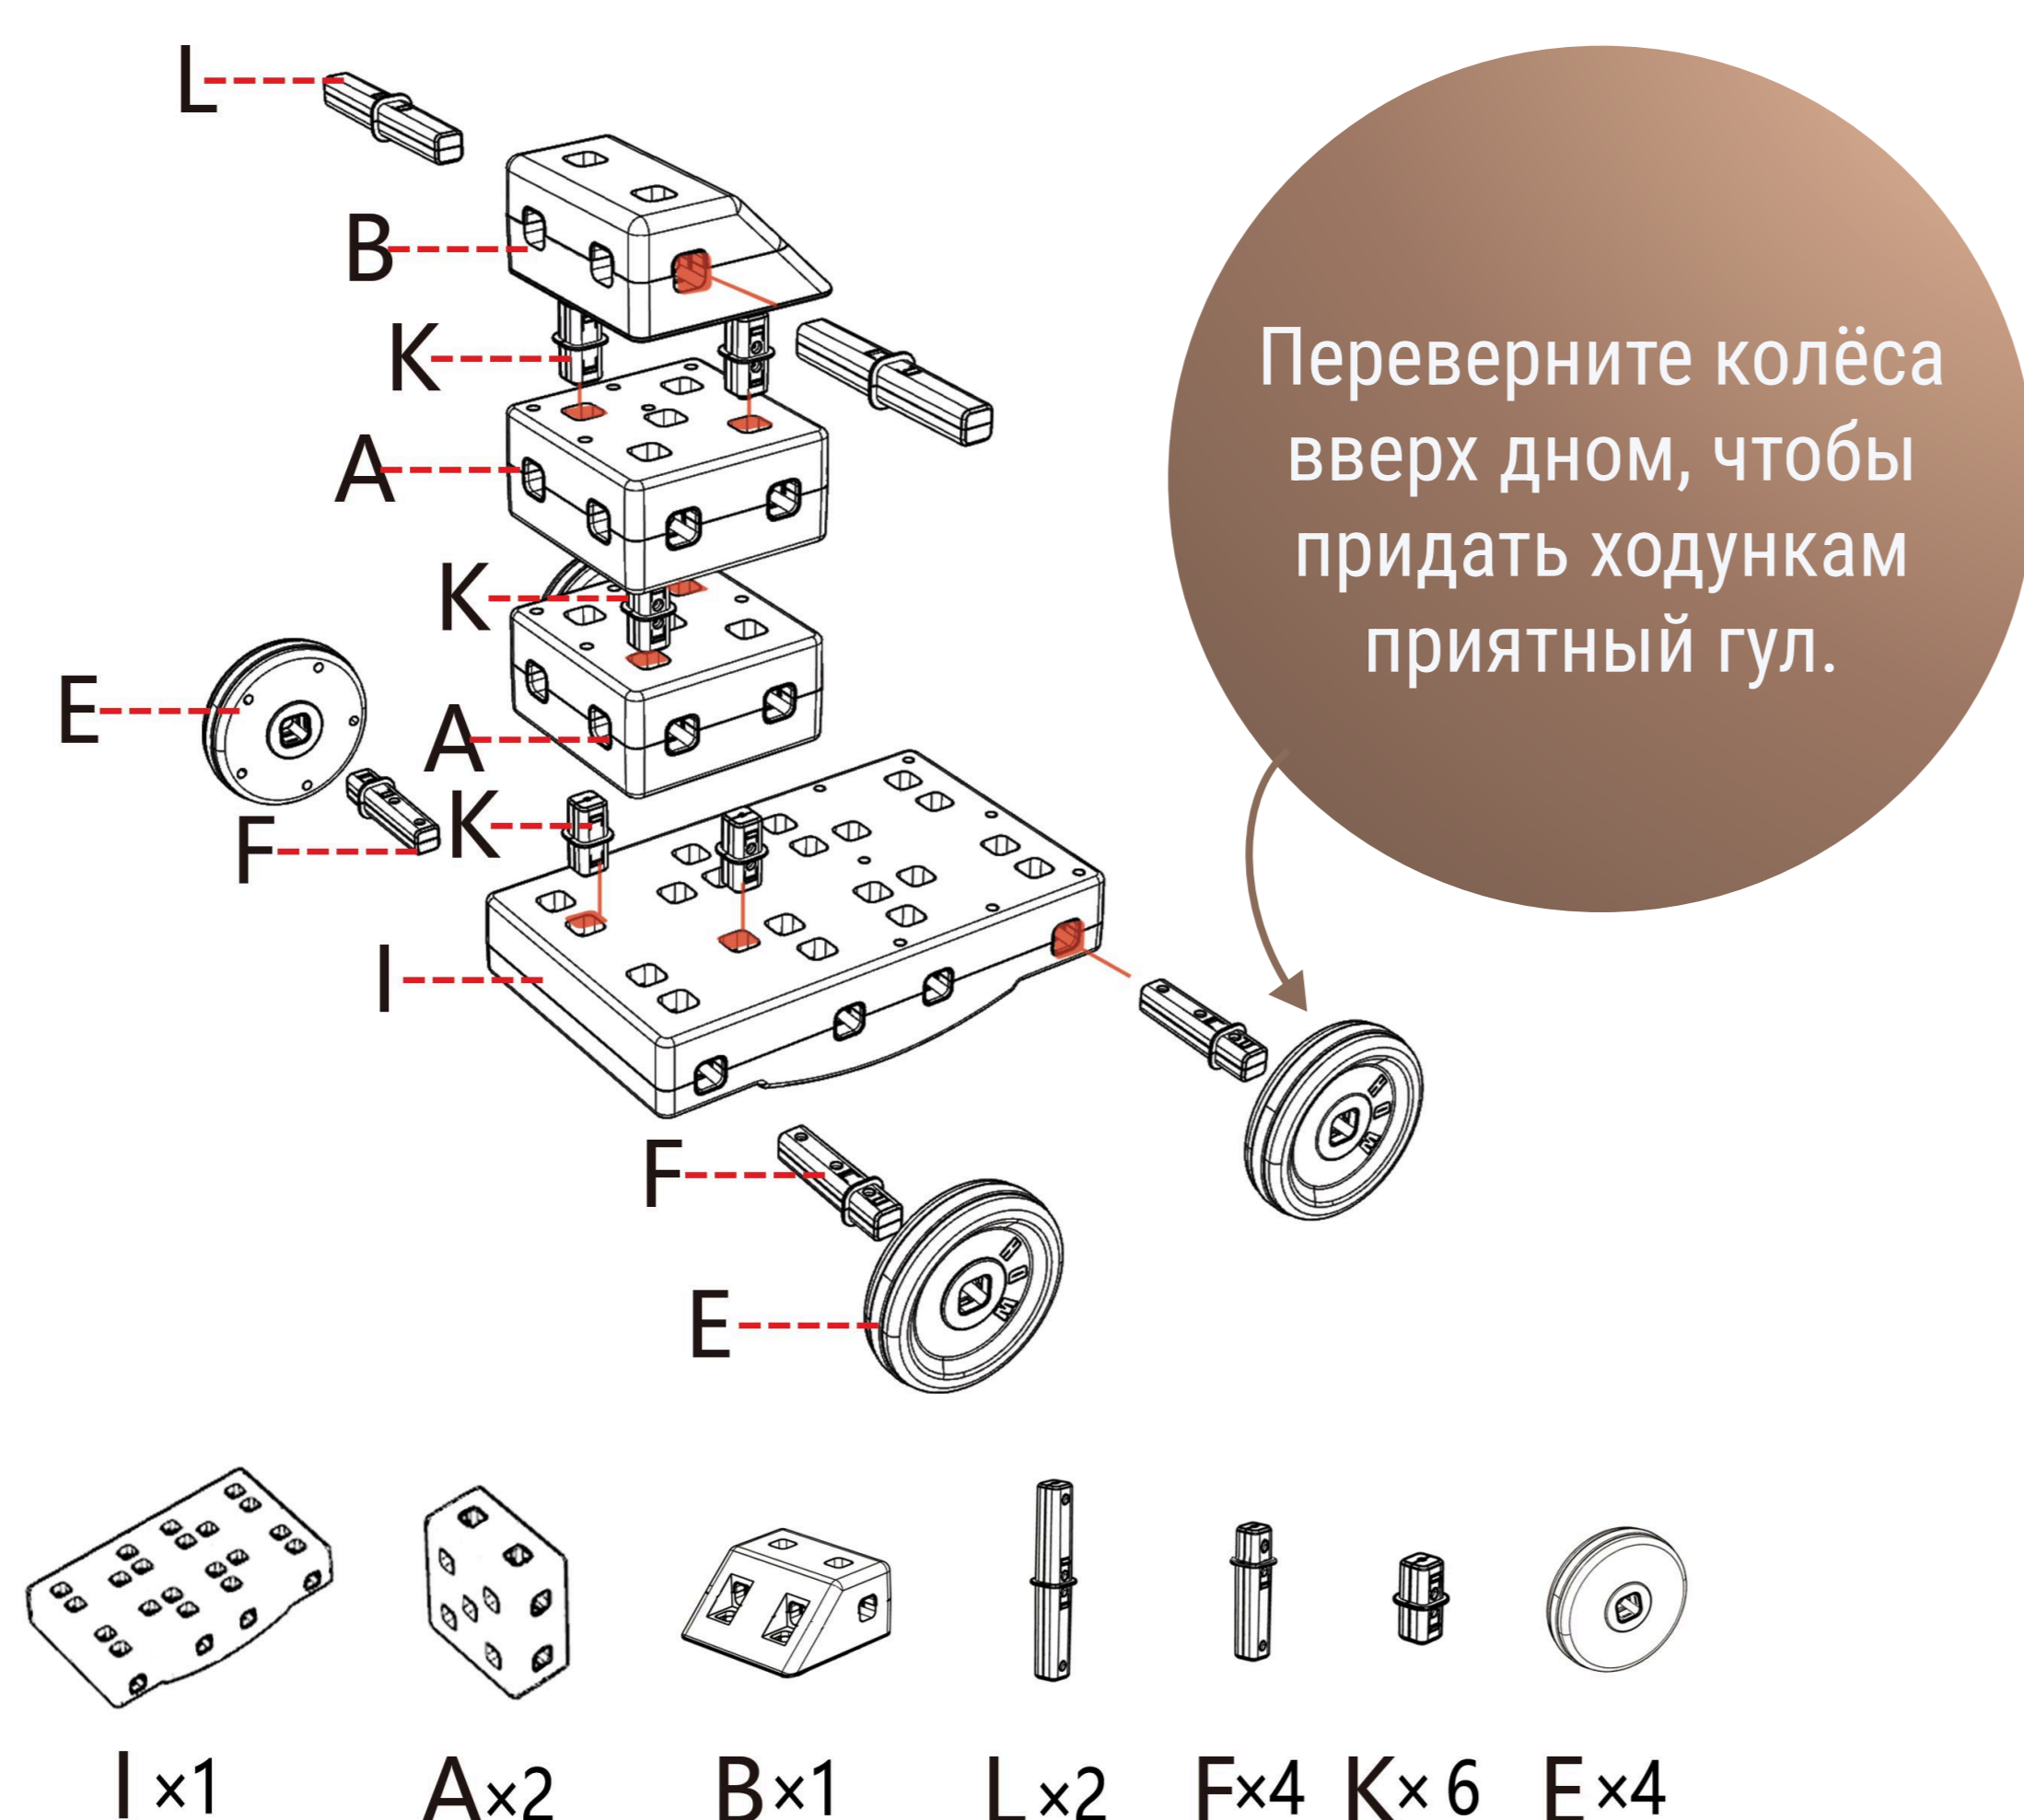 L
B
K
A
K
E
A
F
K
I
F
E
Переверните колёса
вверх дном, чтобы
придать ходункам
приятный гул.
I ×1
A×2
B×1
L ×2
F×4
K× 6
E ×4